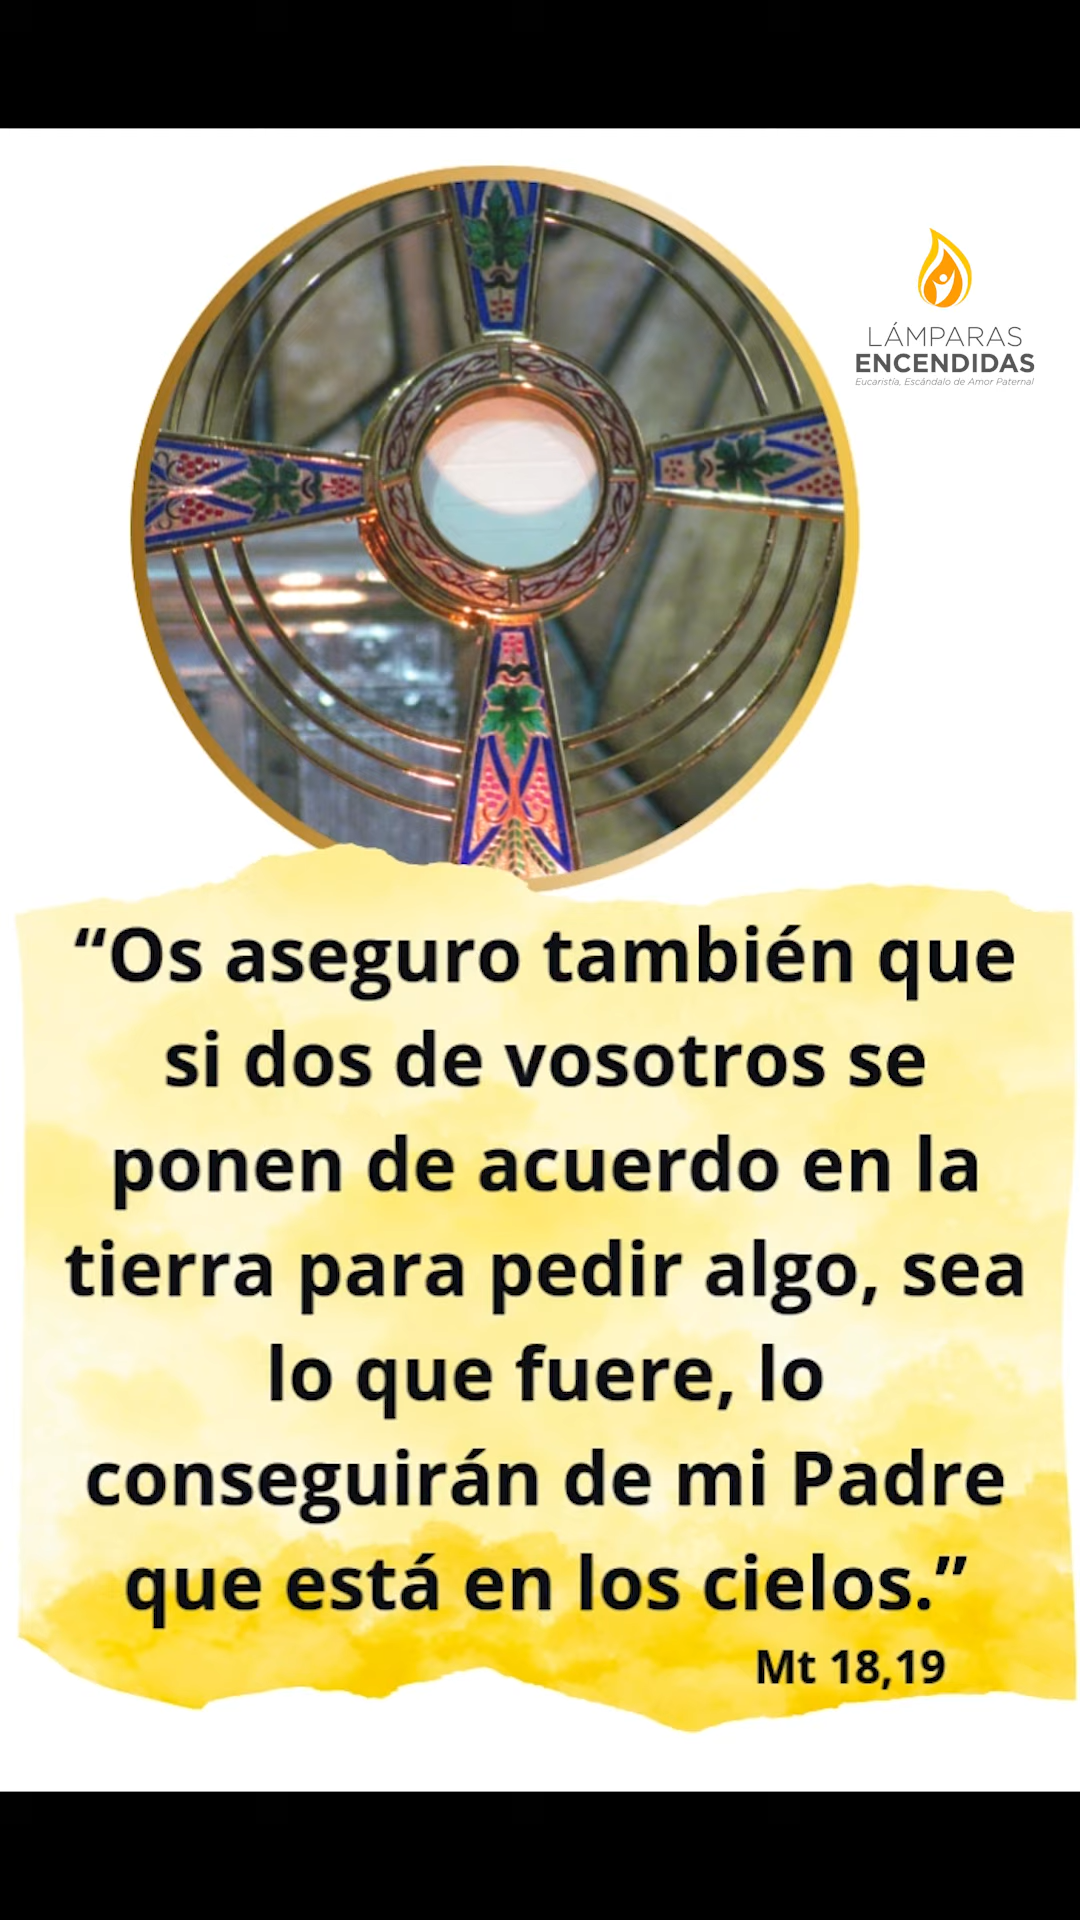 LÁMPARAS
ENCENDIDAS
Eucaristía, Escándalo de Amor Paternal
“Os aseguro también que
si dos de vosotros se
ponen de acuerdo en la
tierra para pedir algo, sea
lo que fuere, lo
conseguirán de mi Padre
que está en los cielos.”
Mt 18,19